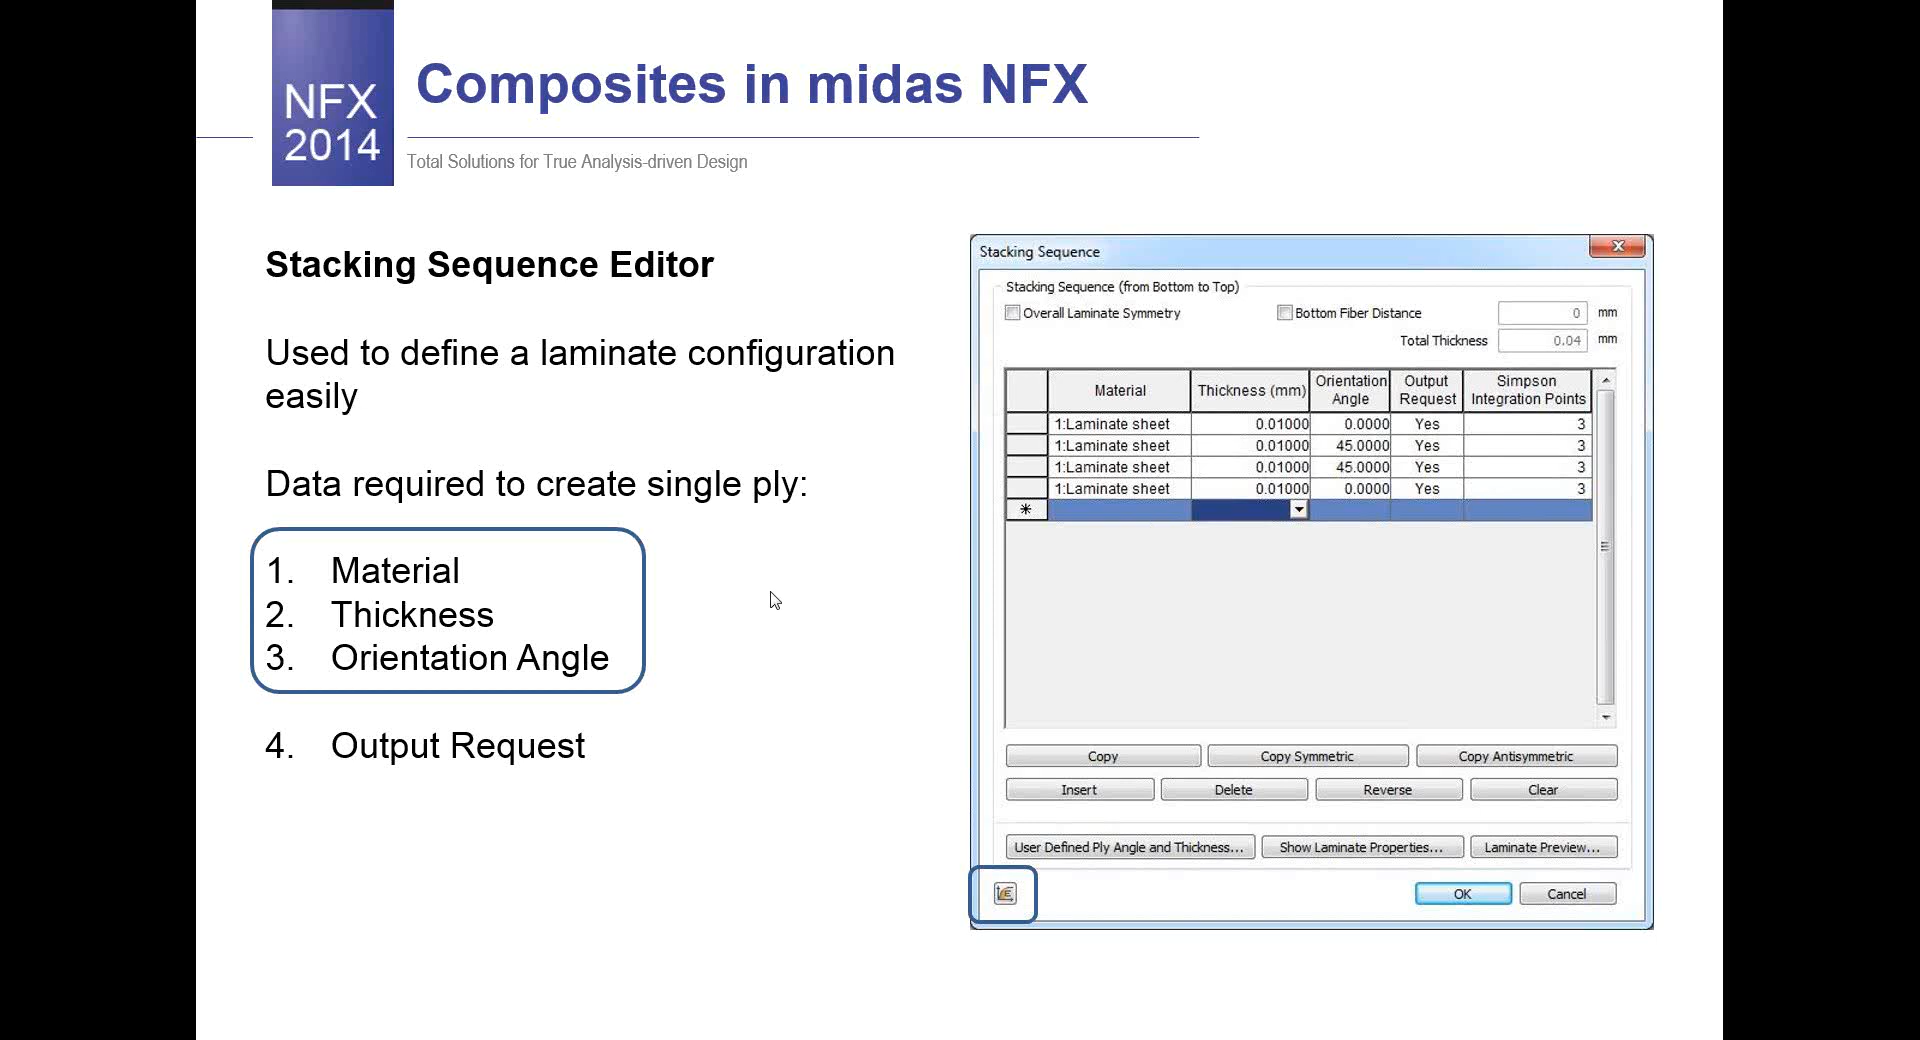 NFX
2014
Composites in midas NFX
Total Solutions for True Analysis-driven Design
Stacking Sequence Editor
Used to define a laminate configuration
easily
Data required to create single ply:
1. Material
2. Thickness
3. Orientation Angle
4. Output Request
Stacking Sequence
Stacking Sequence (from Bottom to Top)
Overall Laminate Symmetry Bottom Fiber Distance 0 mm
Total Thickness 0.04 mm
Material Thickness (mm) Orientation Angle Output Request Simpson Integration Points
1:Laminate sheet 0.01000 0.0000 Yes 3
1:Laminate sheet 0.01000 45.0000 Yes 3
1:Laminate sheet 0.01000 45.0000 Yes 3
1:Laminate sheet 0.01000 0.0000 Yes 3
*
Copy Copy Symmetric Copy Antisymmetric
Insert Delete Reverse Clear
User Defined Ply Angle and Thickness... Show Laminate Properties... Laminate Preview...
OK Cancel